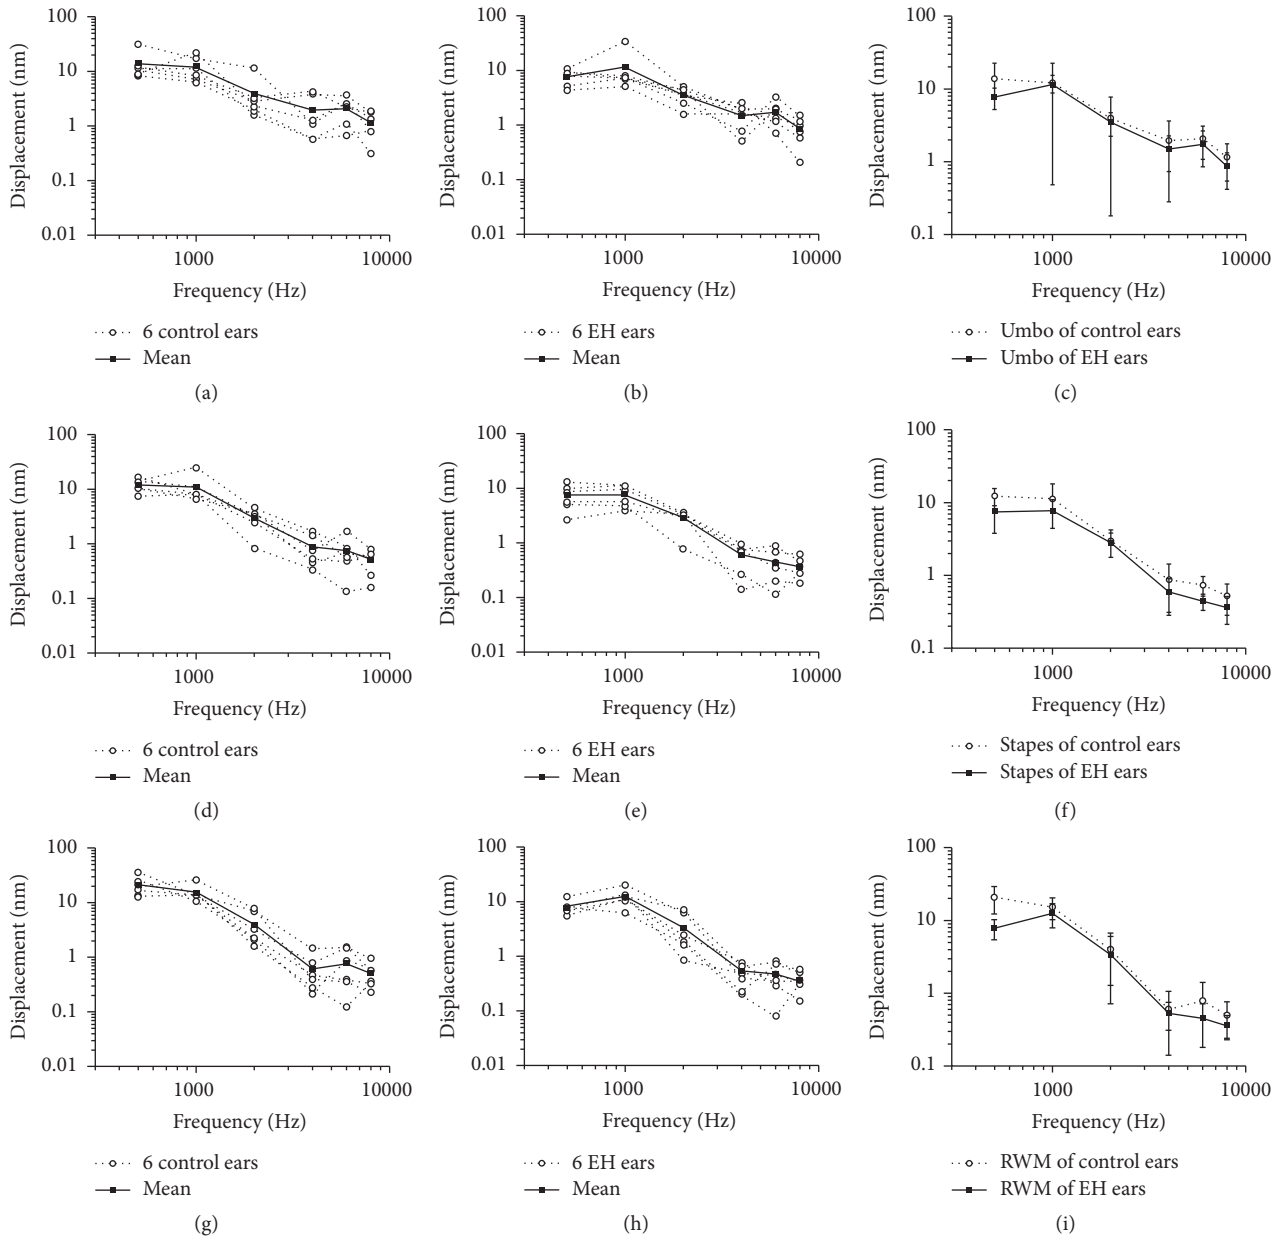 100
10
1
0.1
0.01
Displacement (nm)
1000 10000
Frequency (Hz)
6 control ears
Mean
(a)
100
10
1
0.1
0.01
Displacement (nm)
1000 10000
Frequency (Hz)
6 EH ears
Mean
(b)
100
10
1
0.1
Displacement (nm)
1000 10000
Frequency (Hz)
Umbo of control ears
Umbo of EH ears
(c)
100
10
1
0.1
0.01
Displacement (nm)
1000 10000
Frequency (Hz)
6 control ears
Mean
(d)
100
10
1
0.1
0.01
Displacement (nm)
1000 10000
Frequency (Hz)
6 EH ears
Mean
(e)
100
10
1
0.1
Displacement (nm)
1000 10000
Frequency (Hz)
Stapes of control ears
Stapes of EH ears
(f)
100
10
1
0.1
0.01
Displacement (nm)
1000 10000
Frequency (Hz)
6 control ears
Mean
(g)
100
10
1
0.1
0.01
Displacement (nm)
1000 10000
Frequency (Hz)
6 EH ears
Mean
(h)
100
10
1
0.1
Displacement (nm)
1000 10000
Frequency (Hz)
RWM of control ears
RWM of EH ears
(i)